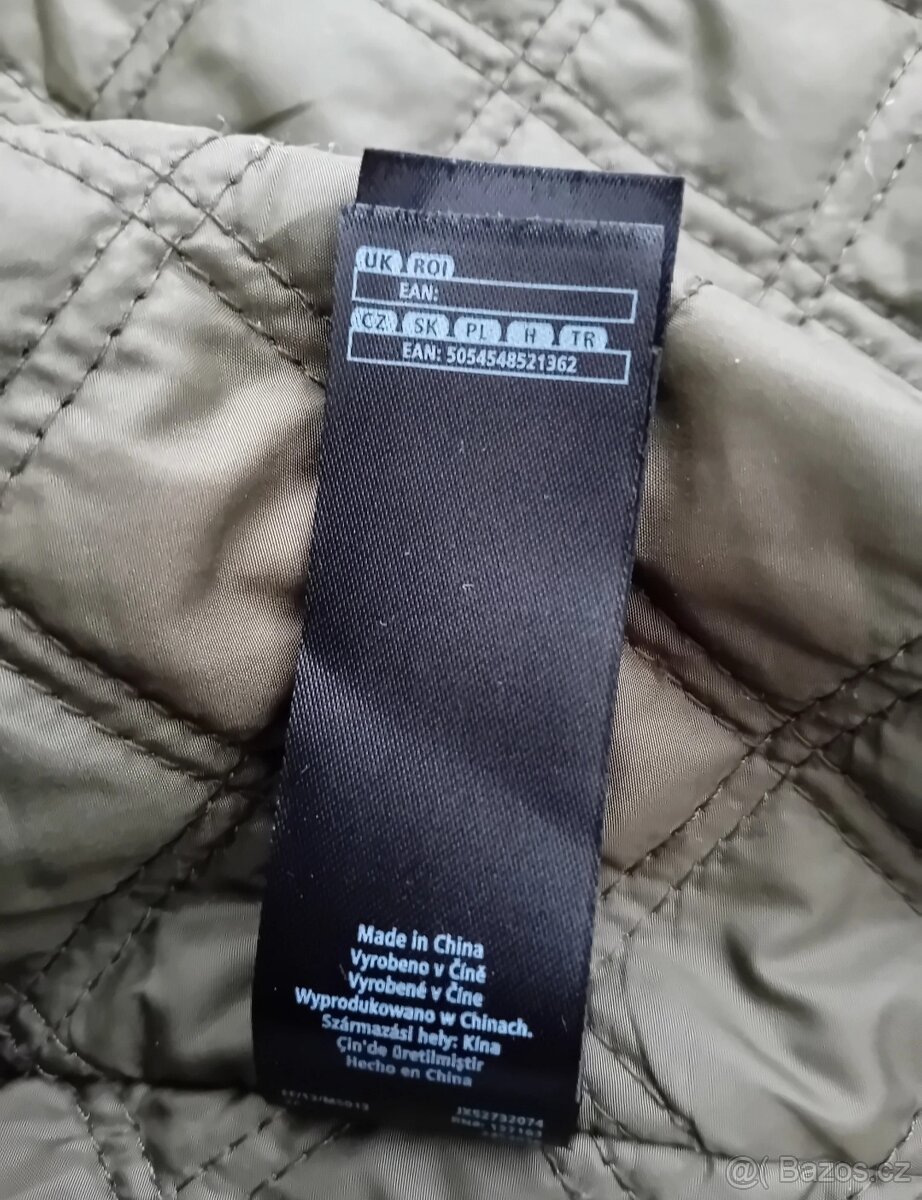 UK ROI
EAN:
CZ SK PL H TR
EAN: 5054548521362
Made in China
Vyrobeno v Číně
Vyrobené v Číne
Wyprodukowano w Chinach.
Származási hely: Kína
Çin'de üretilmiştir
Hecho en China
JX52732074
@( Bazos.cz